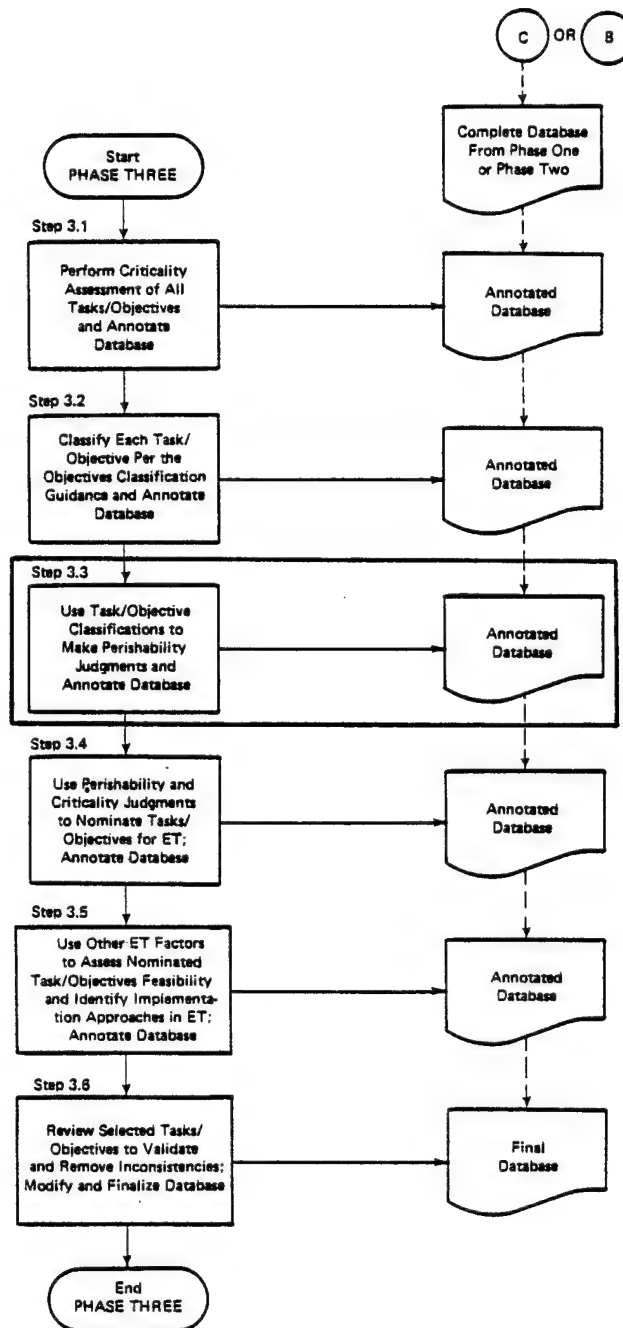 C OR B
Complete Database
From Phase One
or Phase Two
Start
PHASE THREE
Step 3.1
Perform Criticality
Assessment of All
Tasks/Objectives
and Annotate
Database
Annotated
Database
Step 3.2
Classify Each Task/
Objective Per the
Objectives Classification
Guidance and Annotate
Database
Annotated
Database
Step 3.3
Use Task/Objective
Classifications to
Make Perishability
Judgments and
Annotate Database
Annotated
Database
Step 3.4
Use Perishability and
Criticality Judgments
to Nominate Tasks/
Objectives for ET;
Annotate Database
Annotated
Database
Step 3.5
Use Other ET Factors
to Assess Nominated
Task/Objectives Feasibility
and Identify Implementa-
tion Approaches in ET;
Annotate Database
Annotated
Database
Step 3.6
Review Selected Tasks/
Objectives to Validate
and Remove Inconsistencies;
Modify and Finalize Database
Final
Database
End
PHASE THREE